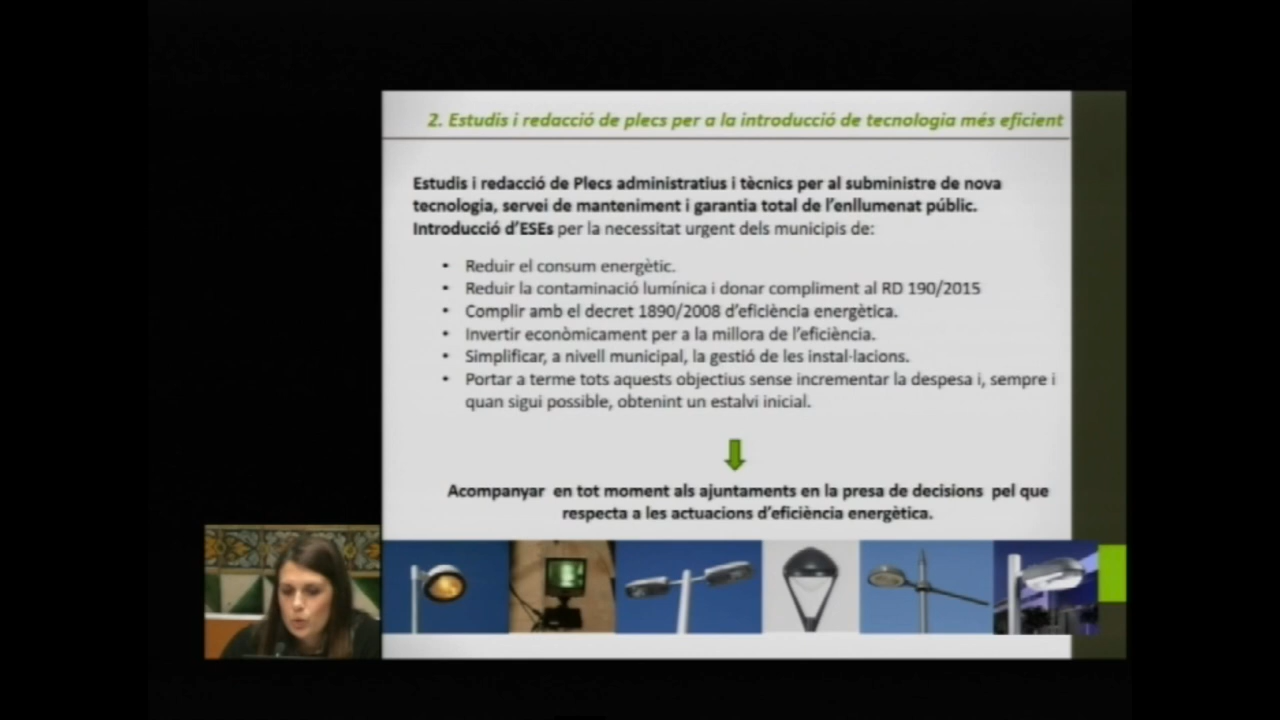 2. Estudis i redacció de plecs per a la introducció de tecnologia més eficient
Estudis i redacció de Plecs administratius i tècnics per al subministre de nova
tecnologia, servei de manteniment i garantia total de l'enllumenat públic.
Introducció d'ESEs per la necessitat urgent dels municipis de:
• Reduir el consum energètic.
• Reduir la contaminació lumínica i donar compliment al RD 190/2015
• Complir amb el decret 1890/2008 d'eficiència energètica.
• Invertir econòmicament per a la millora de l'eficiència.
• Simplificar, a nivell municipal, la gestió de les instal·lacions.
• Portar a terme tots aquests objectius sense incrementar la despesa i, sempre i
quan sigui possible, obtenint un estalvi inicial.
Acompanyar en tot moment als ajuntaments en la presa de decisions pel que
respecta a les actuacions d'eficiència energètica.